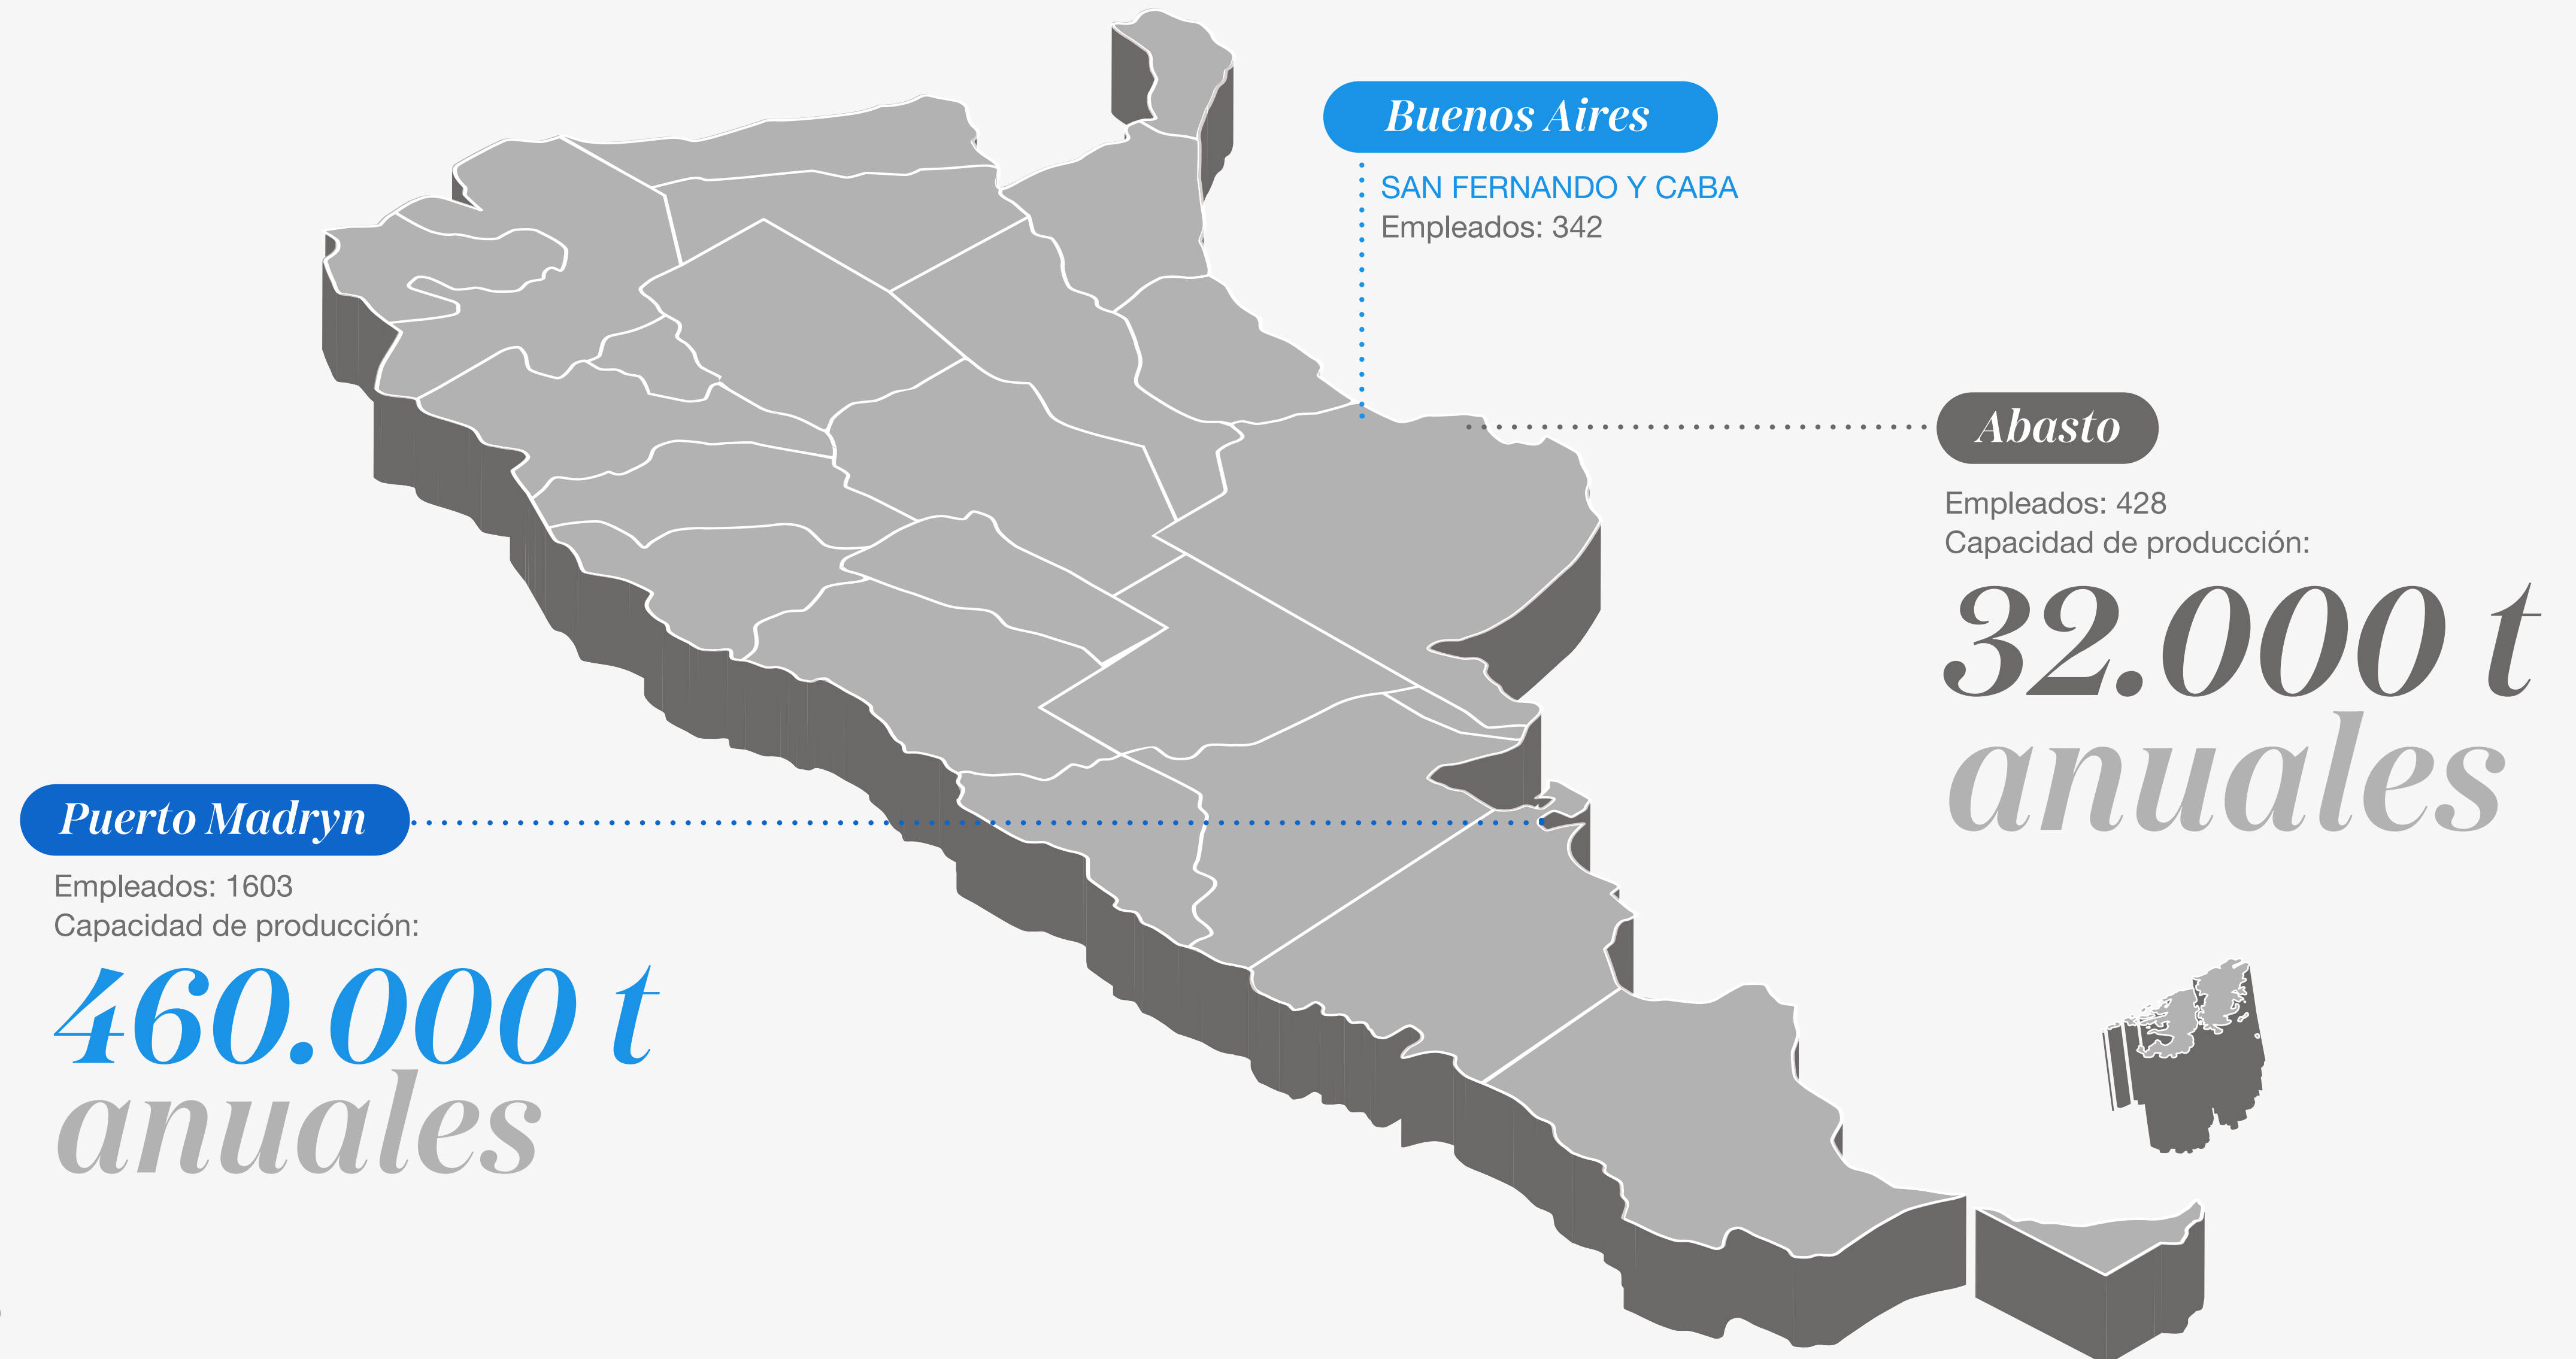 Buenos Aires
SAN FERNANDO Y CABA
Empleados: 342
Abasto
Empleados: 428
Capacidad de producción:
32.000 t
anuales
Puerto Madryn
Empleados: 1603
Capacidad de producción:
460.000 t
anuales